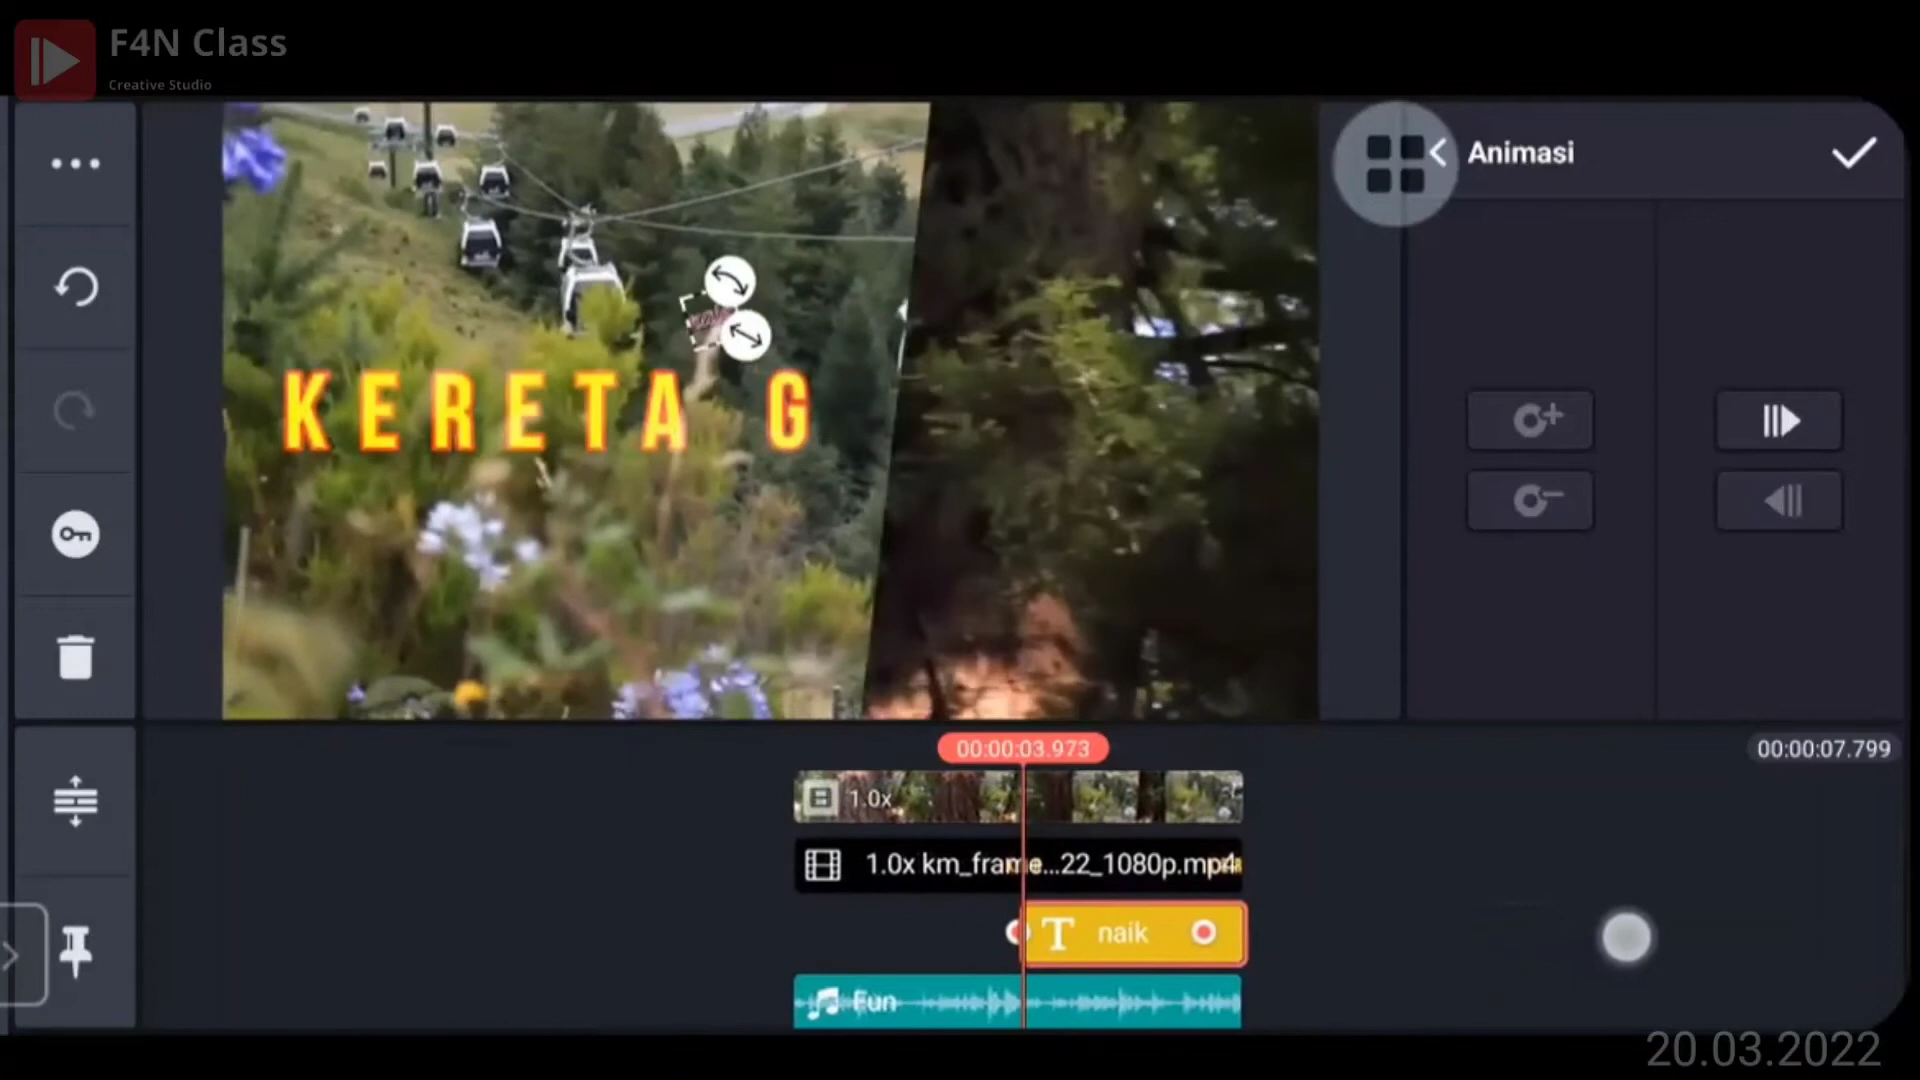 F4N Class
Creative Studio
Animasi
KERETA G
00:00:03.973
00:00:07.799
1.0x
1.0x km_frame...22_1080p.mp4
T naik
Fun
20.03.2022